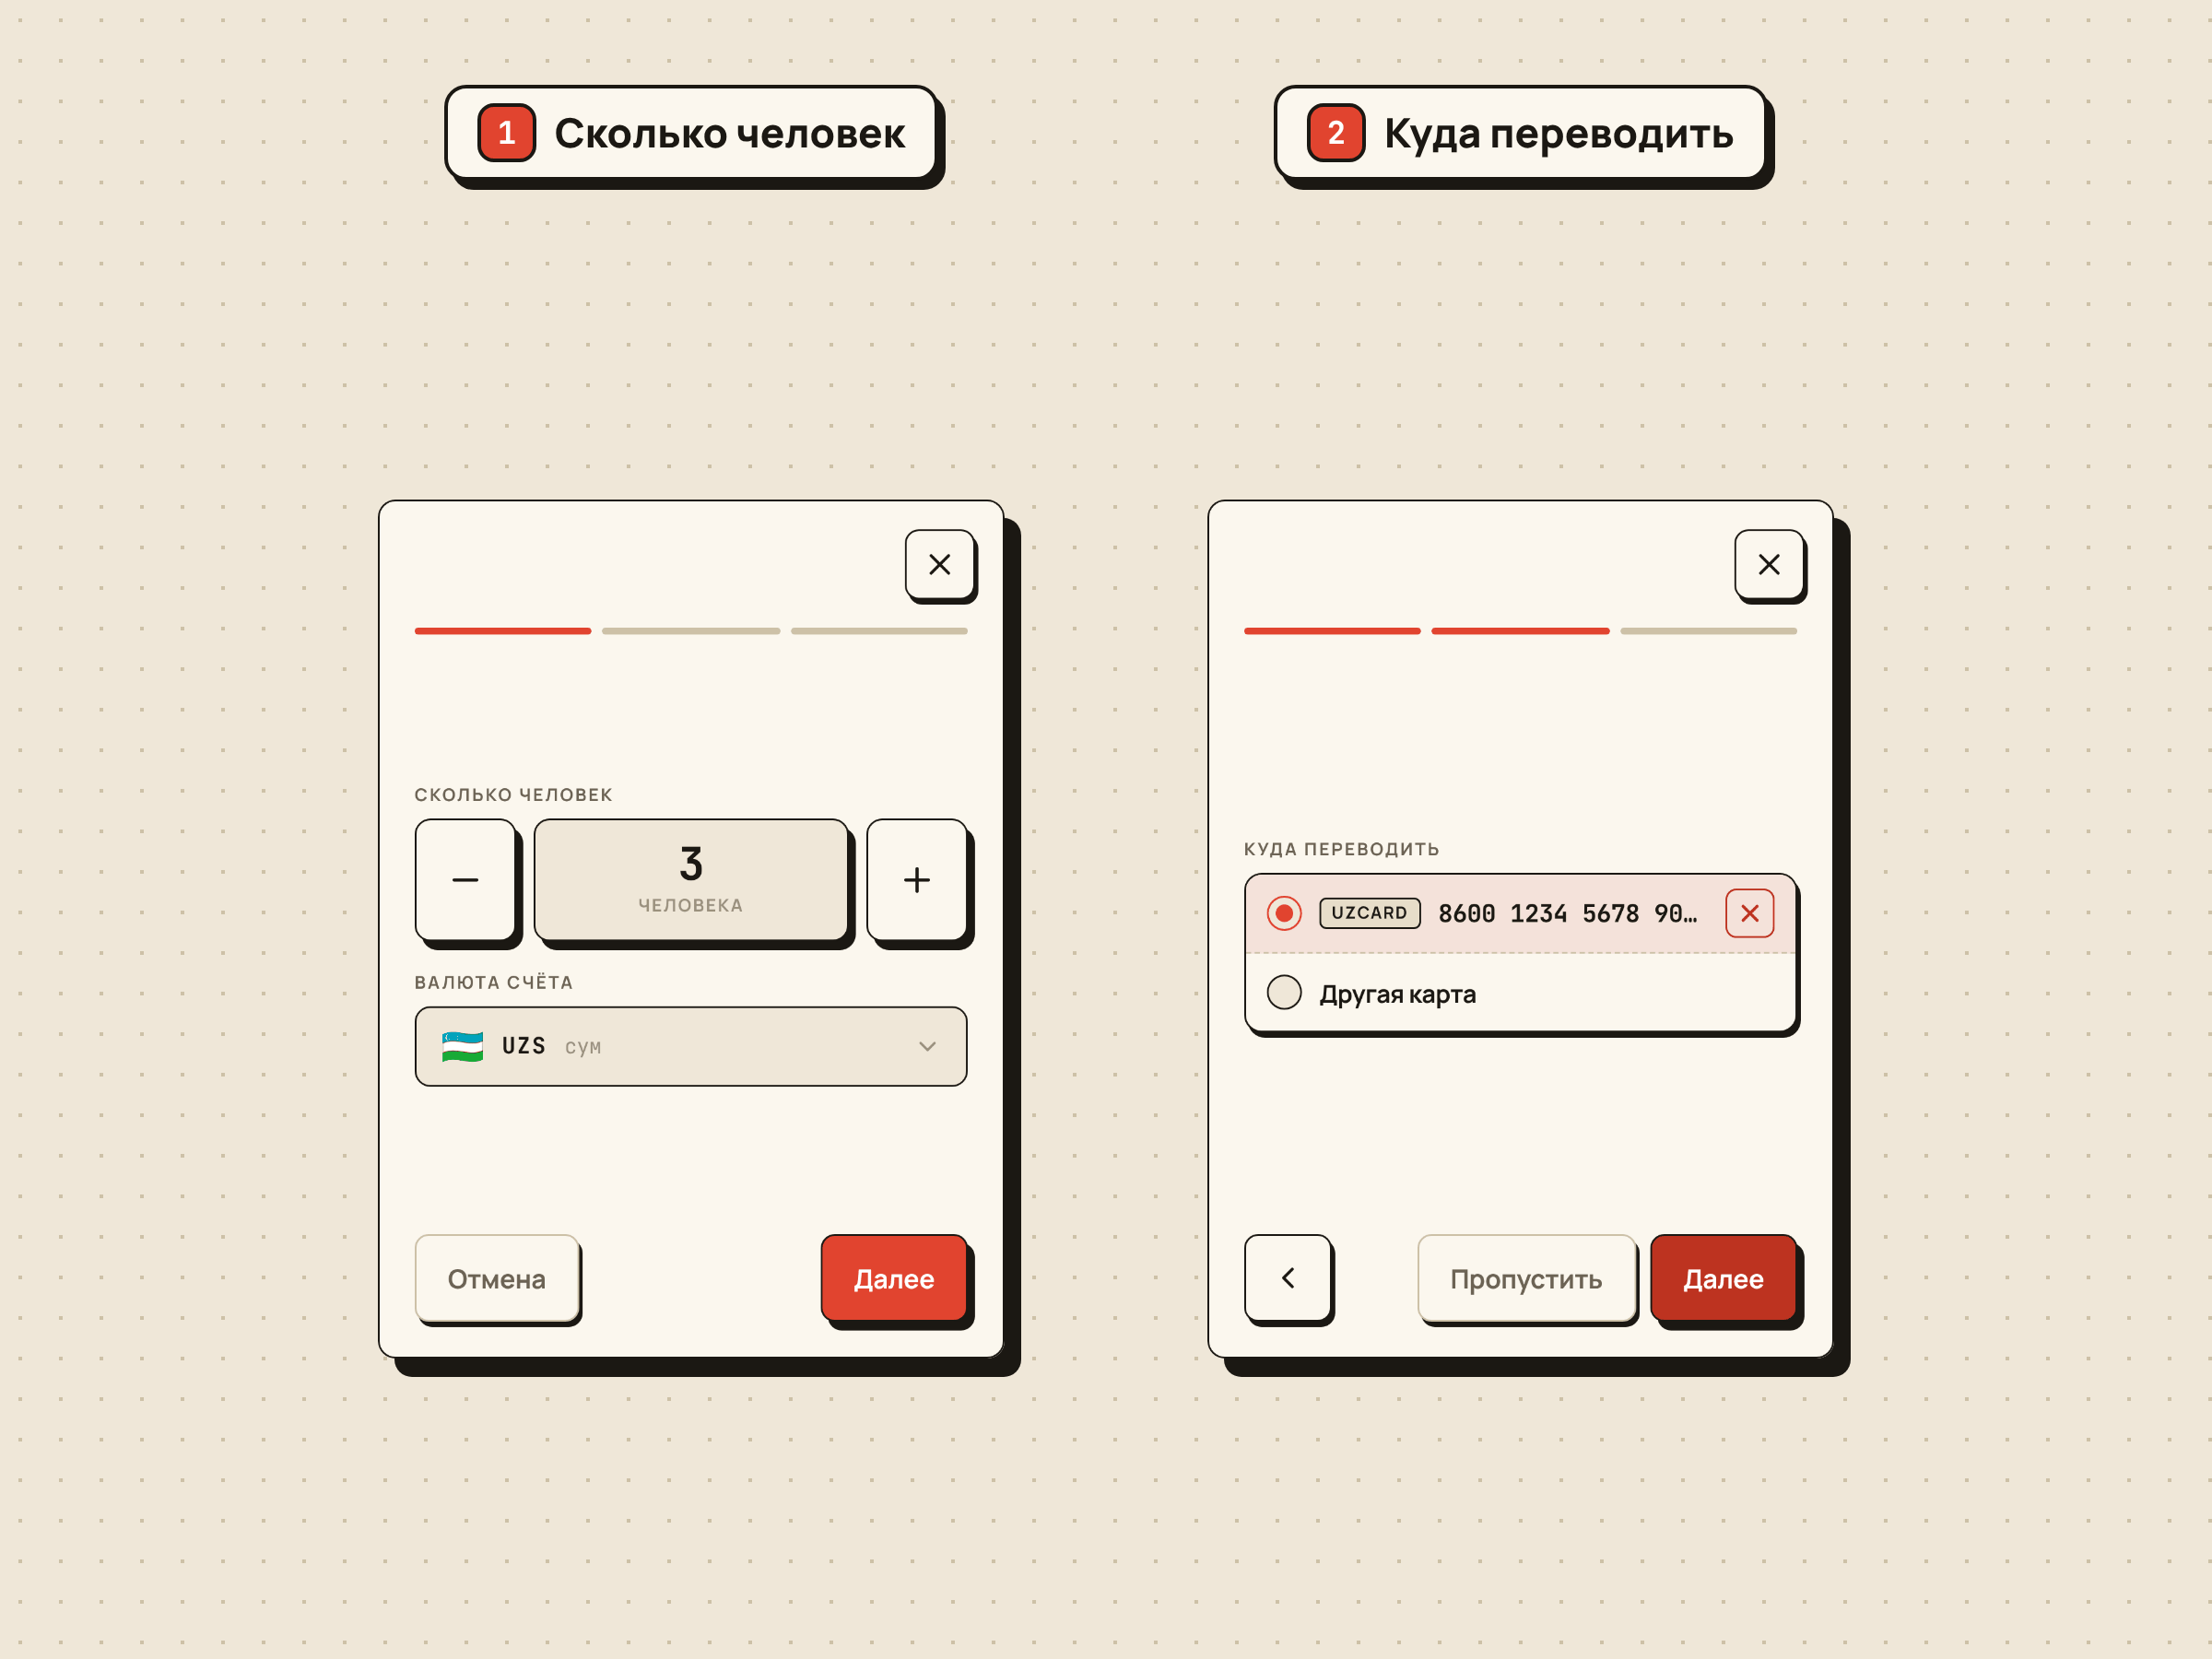 1 Сколько человек
СКОЛЬКО ЧЕЛОВЕК
3
ЧЕЛОВЕКА
ВАЛЮТА СЧЁТА
UZS сум
Отмена
Далее
2 Куда переводить
КУДА ПЕРЕВОДИТЬ
UZCARD 8600 1234 5678 90…
Другая карта
Пропустить
Далее